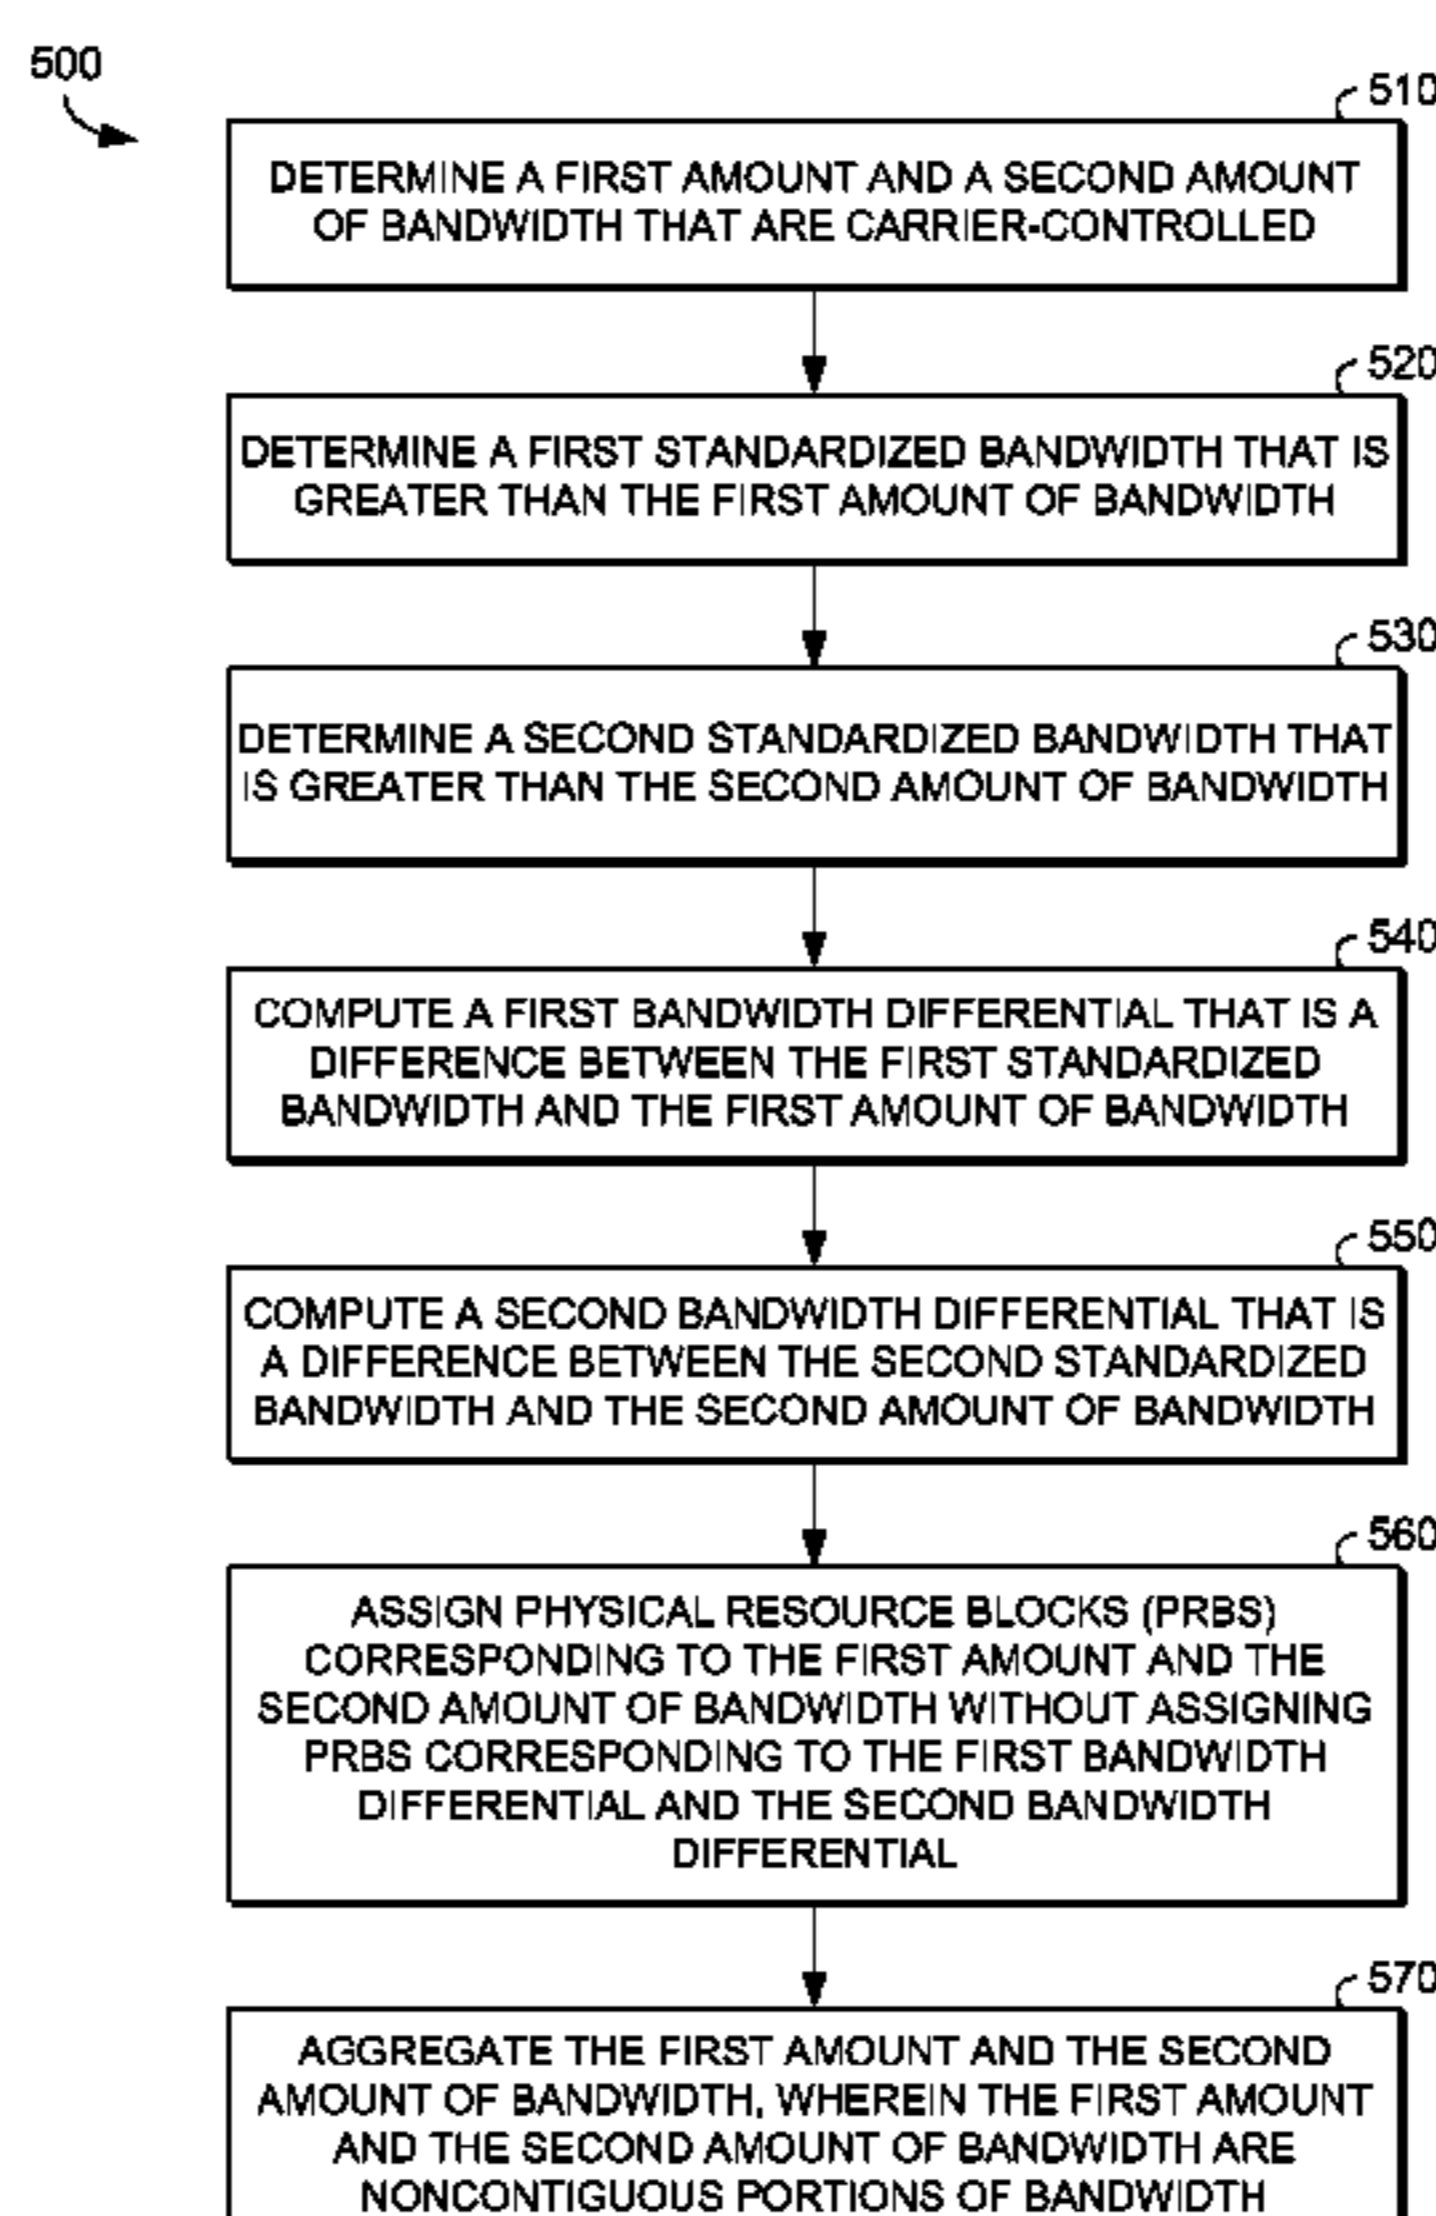 500
510
DETERMINE A FIRST AMOUNT AND A SECOND AMOUNT
OF BANDWIDTH THAT ARE CARRIER-CONTROLLED
520
DETERMINE A FIRST STANDARDIZED BANDWIDTH THAT IS
GREATER THAN THE FIRST AMOUNT OF BANDWIDTH
530
DETERMINE A SECOND STANDARDIZED BANDWIDTH THAT
IS GREATER THAN THE SECOND AMOUNT OF BANDWIDTH
540
COMPUTE A FIRST BANDWIDTH DIFFERENTIAL THAT IS A
DIFFERENCE BETWEEN THE FIRST STANDARDIZED
BANDWIDTH AND THE FIRST AMOUNT OF BANDWIDTH
550
COMPUTE A SECOND BANDWIDTH DIFFERENTIAL THAT IS
A DIFFERENCE BETWEEN THE SECOND STANDARDIZED
BANDWIDTH AND THE SECOND AMOUNT OF BANDWIDTH
560
ASSIGN PHYSICAL RESOURCE BLOCKS (PRBS)
CORRESPONDING TO THE FIRST AMOUNT AND THE
SECOND AMOUNT OF BANDWIDTH WITHOUT ASSIGNING
PRBS CORRESPONDING TO THE FIRST BANDWIDTH
DIFFERENTIAL AND THE SECOND BANDWIDTH
DIFFERENTIAL
570
AGGREGATE THE FIRST AMOUNT AND THE SECOND
AMOUNT OF BANDWIDTH, WHEREIN THE FIRST AMOUNT
AND THE SECOND AMOUNT OF BANDWIDTH ARE
NONCONTIGUOUS PORTIONS OF BANDWIDTH